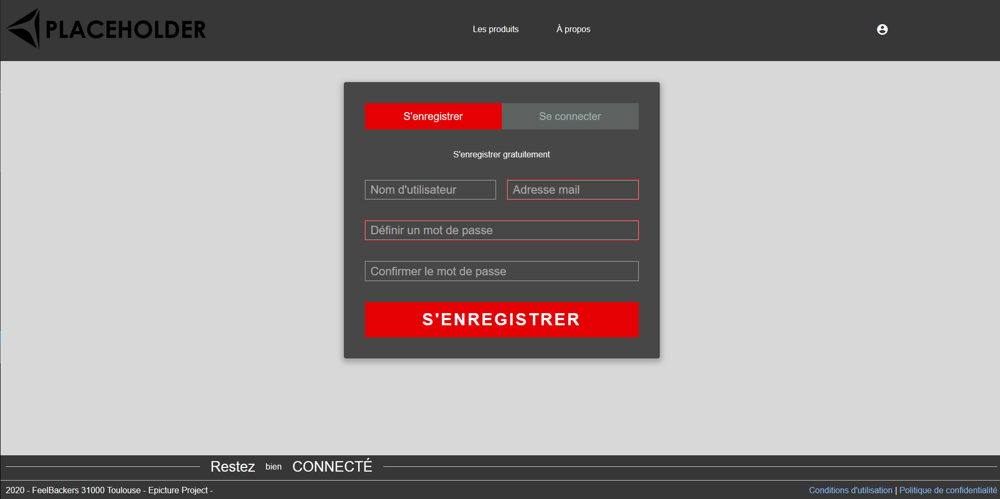 PLACEHOLDER
Les produits
À propos
S'enregistrer
Se connecter
S'enregistrer gratuitement
Nom d'utilisateur
Adresse mail
Définir un mot de passe
Confirmer le mot de passe
S'ENREGISTRER
Restez bien CONNECTÉ
2020 - FeelBackers 31000 Toulouse - Epicture Project -
Conditions d'utilisation | Politique de confidentialité